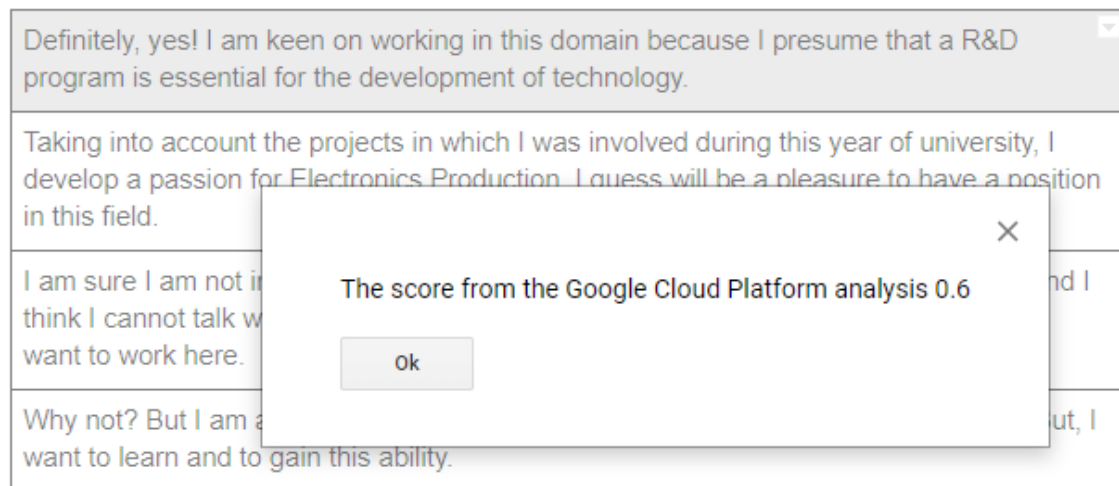 Definitely, yes! I am keen on working in this domain because I presume that a R&D
program is essential for the development of technology.
Taking into account the projects in which I was involved during this year of university, I
develop a passion for Electronics Production. I guess will be a pleasure to have a position
in this field.
I am sure I am not
nd I
think I cannot talk
want to work here.
Why not? But I am
ut, I
want to learn and to gain this ability.
The score from the Google Cloud Platform analysis 0.6
Ok